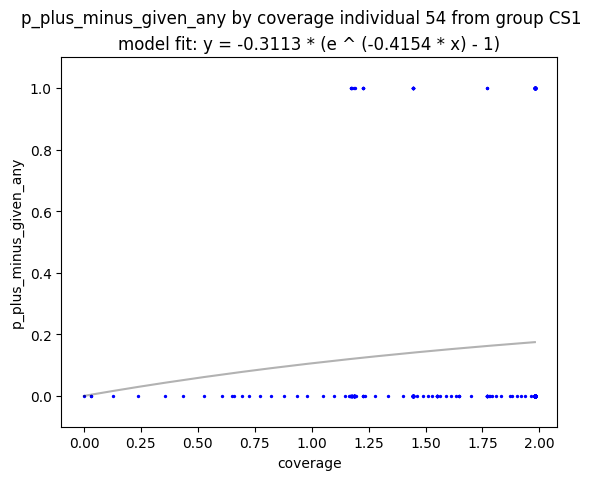 p_plus_minus_given_any by coverage individual 54 from group CS1
model fit: y = -0.3113 * (e ^ (-0.4154 * x) - 1)
p_plus_minus_given_any
1.0
0.8
0.6
0.4
0.2
0.0
0.00 0.25 0.50 0.75 1.00 1.25 1.50 1.75 2.00
coverage